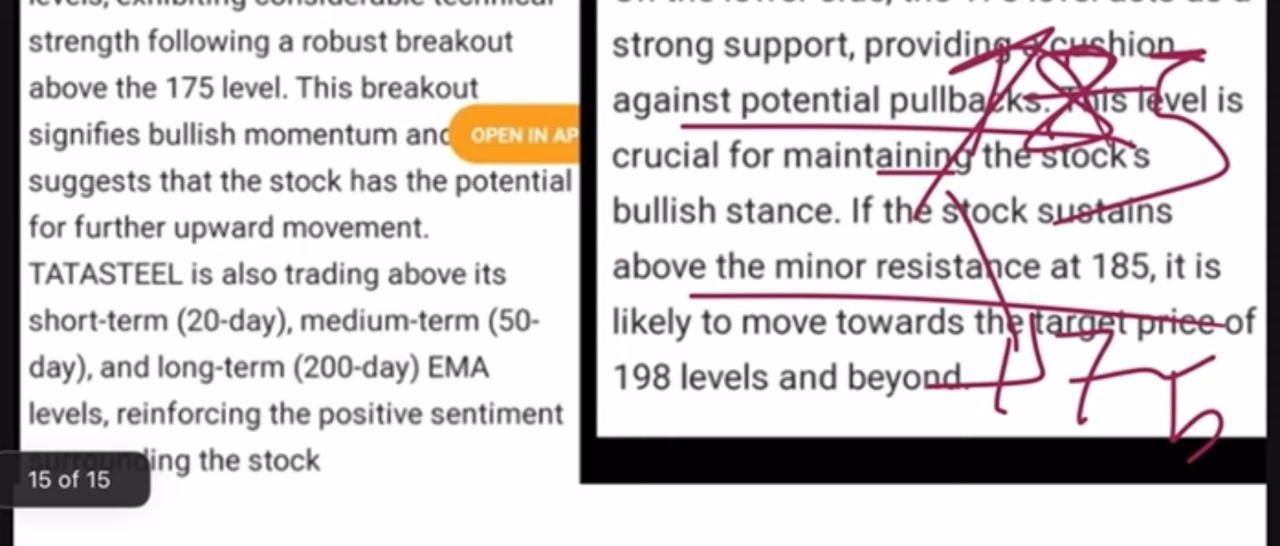 strength following a robust breakout
above the 175 level. This breakout
signifies bullish momentum and
OPEN IN AP
suggests that the stock has the potential
for further upward movement.
TATASTEEL is also trading above its
short-term (20-day), medium-term (50-
day), and long-term (200-day) EMA
levels, reinforcing the positive sentiment
surrounding the stock
15 of 15
strong support, providing a cushion
against potential pullbacks. This level is
crucial for maintaining the stock's
bullish stance. If the stock sustains
above the minor resistance at 185, it is
likely to move towards the target price of
198 levels and beyond.
185
175